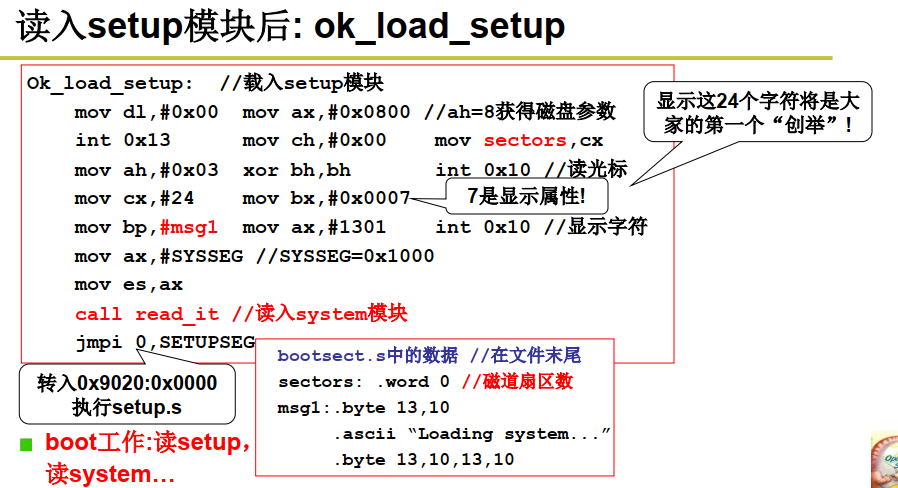 读入setup模块后: ok_load_setup
Ok_load_setup: //载入setup模块
mov dl,#0x00 mov ax,#0x0800 //ah=8获得磁盘参数
int 0x13 mov ch,#0x00 mov sectors,cx
mov ah,#0x03 xor bh,bh int 0x10 //读光标
mov cx,#24 mov bx,#0x0007
mov bp,#msg1 mov ax,#1301 int 0x10 //显示字符
mov ax,#SYSSEG //SYSSEG=0x1000
mov es,ax
call read_it //读入system模块
jmpi 0,SETUPSEG
显示这24个字符将是大
家的第一个“创举”!
7是显示属性!
转入0x9020:0x0000
执行setup.s
bootsect.s中的数据 //在文件末尾
sectors: .word 0 //磁道扇区数
msg1:.byte 13,10
.ascii “Loading system...”
.byte 13,10,13,10
boot工作:读setup，
读system…